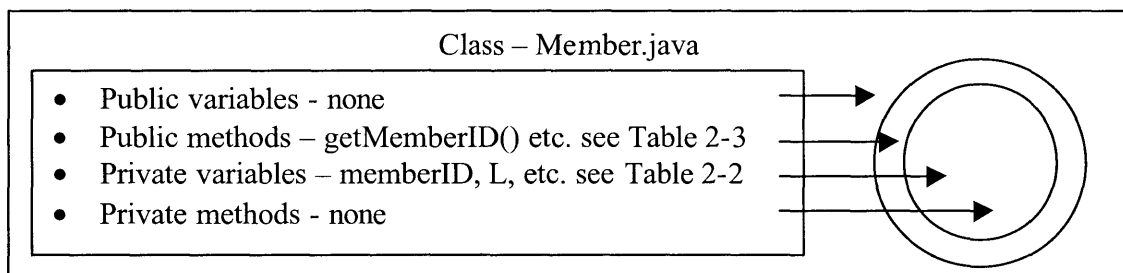 Class – Member.java
• Public variables - none
• Public methods – getMemberID() etc. see Table 2-3
• Private variables – memberID, L, etc. see Table 2-2
• Private methods - none